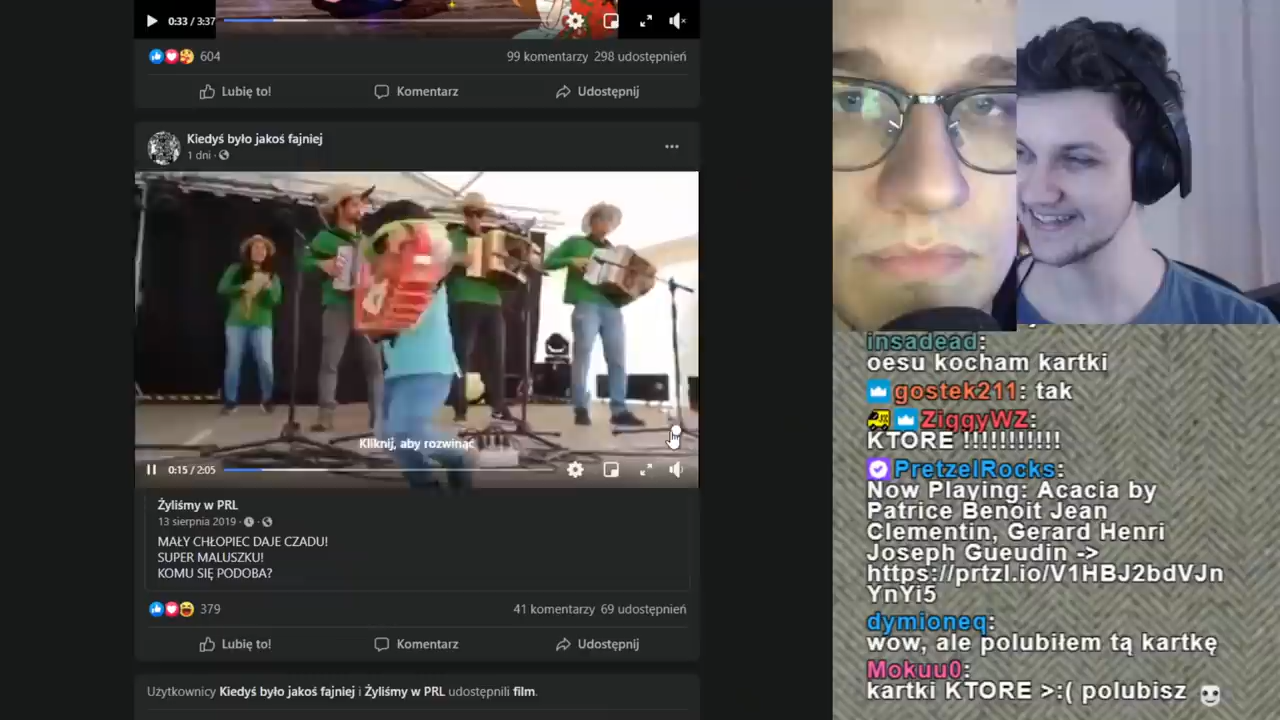 0:33 / 3:37
604
99 komentarzy 298 udostępnień
Lubię to!
Komentarz
Udostępnij
Kiedyś było jakoś fajniej
1 dni
Kliknij, aby rozwinąć
0:15 / 2:05
Żyliśmy w PRL
13 sierpnia 2019
MAŁY CHŁOPIEC DAJE CZADU!
SUPER MALUSZKU!
KOMU SIĘ PODOBA?
379
41 komentarzy 69 udostępnień
Lubię to!
Komentarz
Udostępnij
Użytkownicy Kiedyś było jakoś fajniej i Żyliśmy w PRL udostępnili film.
insadead:
oesu kocham kartki
gostek211: tak
ZiggyWZ:
KTORE !!!!!!!!!!!
PretzelRocks:
Now Playing: Acacia by
Patrice Benoit Jean
Clementin, Gerard Henri
Joseph Gueudin ->
https://prtzl.io/V1HBJ2bdVJn
YnYi5
dymioneq:
wow, ale polubiłem tą kartkę
Mokuu0:
kartki KTORE >:( polubisz